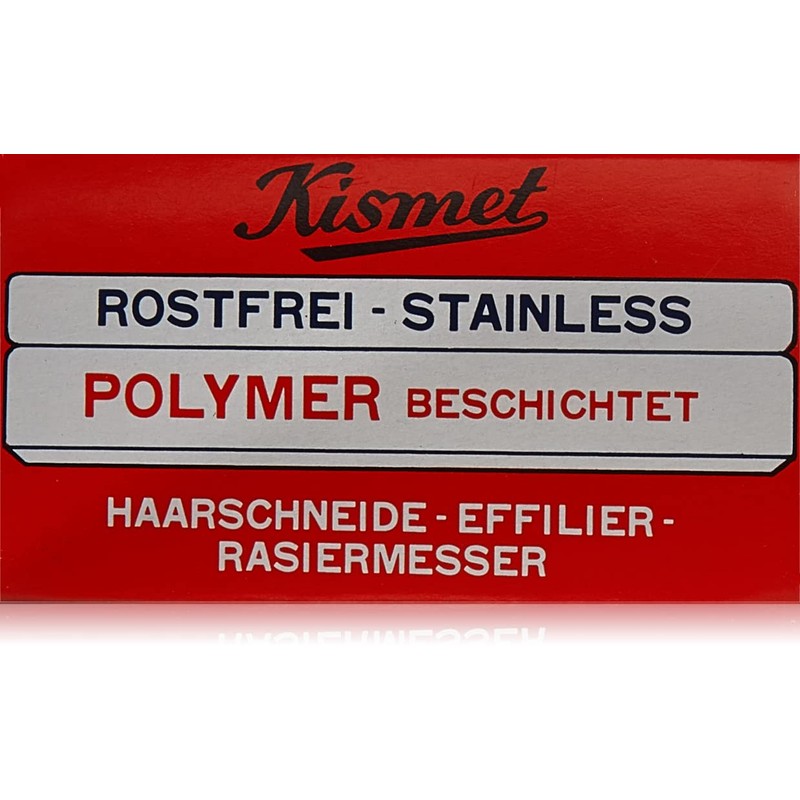 Kismet
ROSTFREI - STAINLESS
POLYMER BESCHICHTET
HAARSCHNEIDE - EFFILIER -
RASIERMESSER